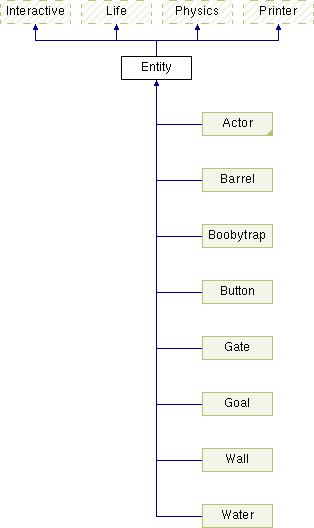 Interactive Life Physics Printer
Entity
Actor
Barrel
Boobytrap
Button
Gate
Goal
Wall
Water